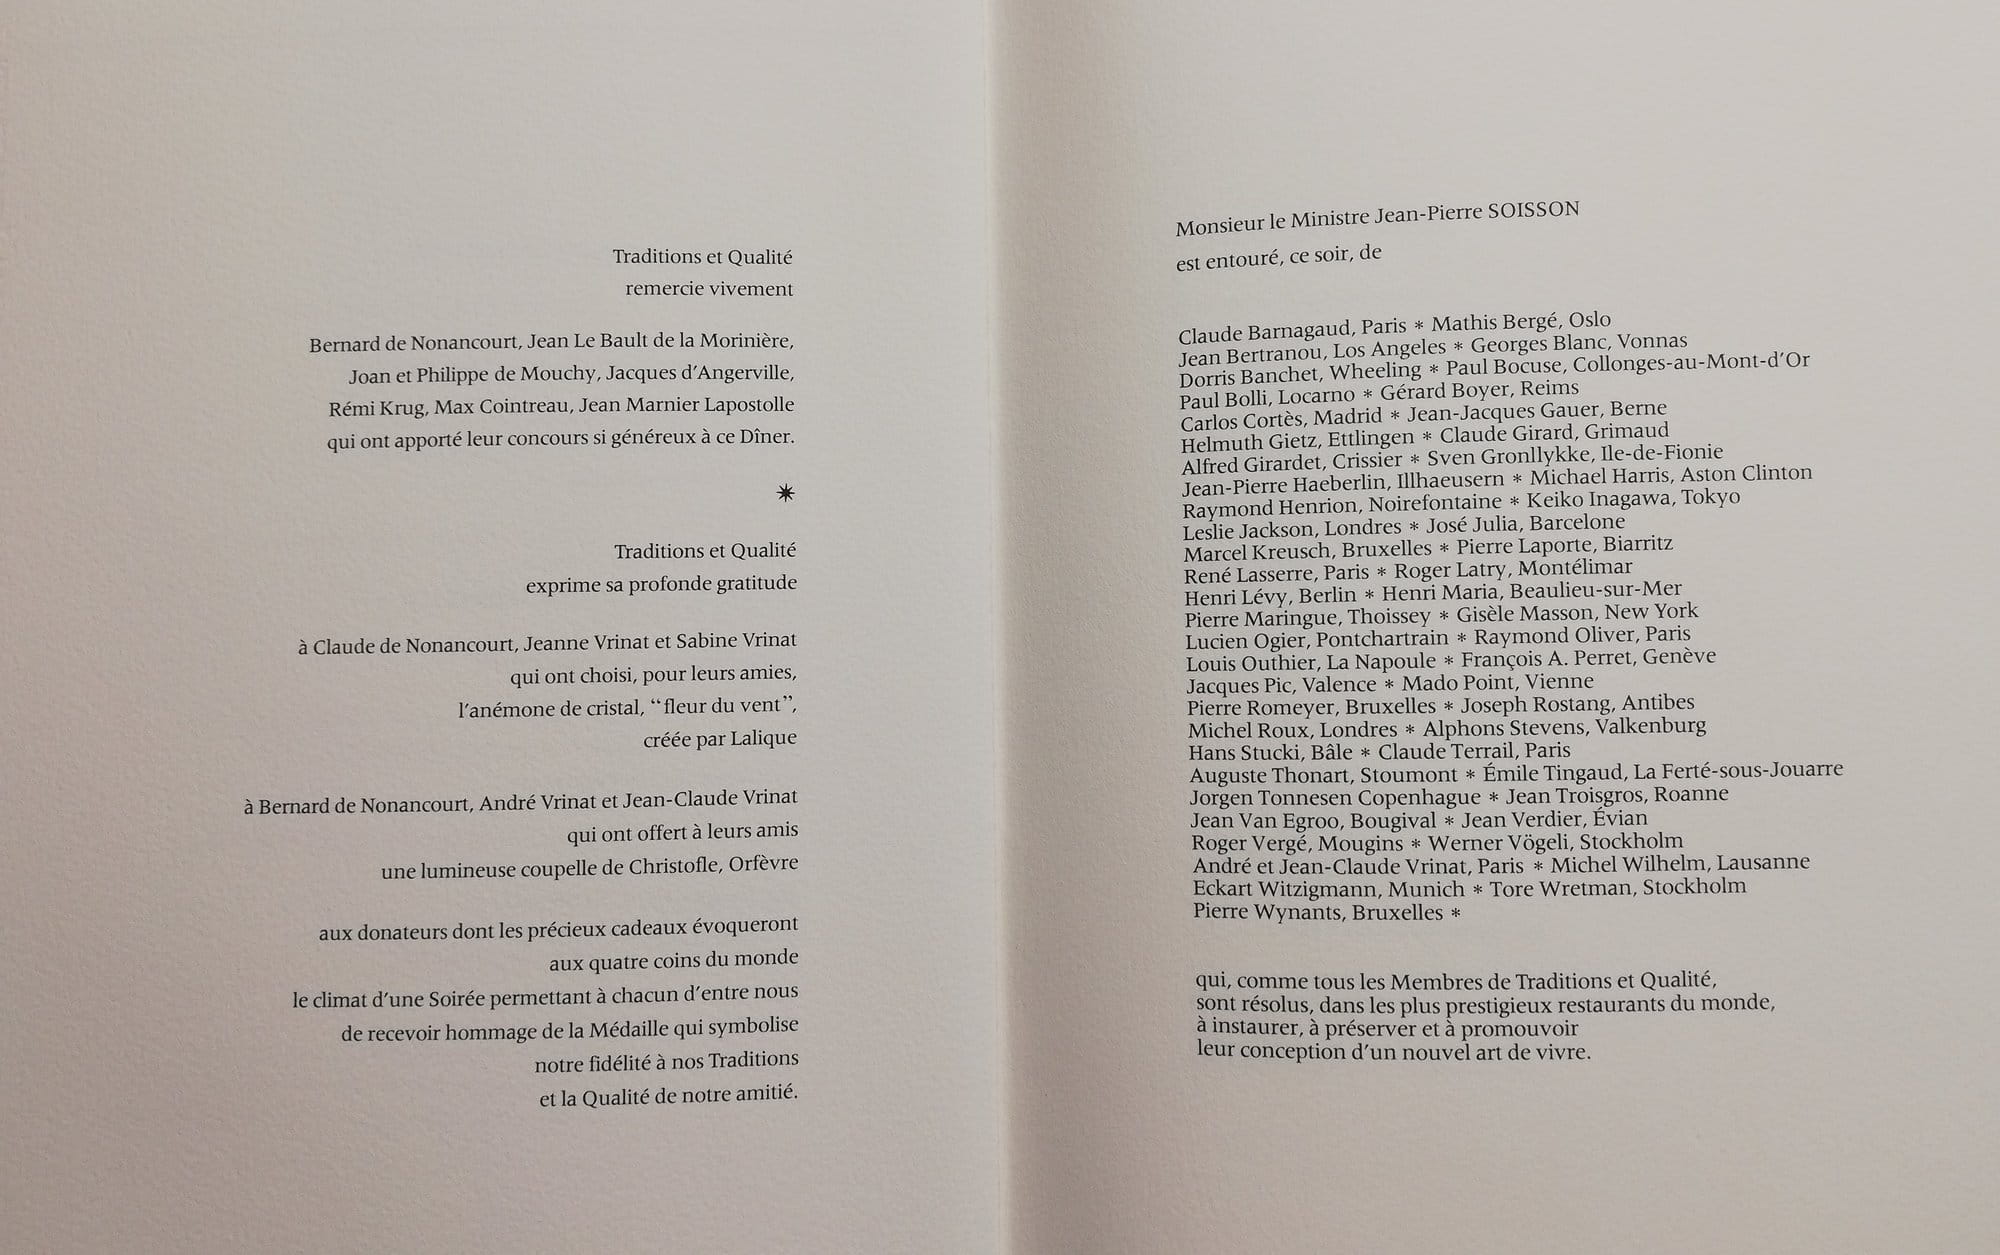 Traditions et Qualité
remercie vivement
Bernard de Nonancourt, Jean Le Bault de la Morinière,
Joan et Philippe de Mouchy, Jacques d'Angerville,
Rémi Krug, Max Cointreau, Jean Marnier Lapostolle
qui ont apporté leur concours si généreux à ce Dîner.
✷
Traditions et Qualité
exprime sa profonde gratitude
à Claude de Nonancourt, Jeanne Vrinat et Sabine Vrinat
qui ont choisi, pour leurs amies,
l'anémone de cristal, “fleur du vent”,
créée par Lalique
à Bernard de Nonancourt, André Vrinat et Jean-Claude Vrinat
qui ont offert à leurs amis
une lumineuse coupelle de Christofle, Orfèvre
aux donateurs dont les précieux cadeaux évoqueront
aux quatre coins du monde
le climat d'une Soirée permettant à chacun d'entre nous
de recevoir hommage de la Médaille qui symbolise
notre fidélité à nos Traditions
et la Qualité de notre amitié.
Monsieur le Ministre Jean-Pierre SOISSON
est entouré, ce soir, de
Claude Barnagaud, Paris * Mathis Bergé, Oslo
Jean Bertranou, Los Angeles * Georges Blanc, Vonnas
Dorris Banchet, Wheeling * Paul Bocuse, Collonges-au-Mont-d'Or
Paul Bolli, Locarno * Gérard Boyer, Reims
Carlos Cortès, Madrid * Jean-Jacques Gauer, Berne
Helmuth Gietz, Ettlingen * Claude Girard, Grimaud
Alfred Girardet, Crissier * Sven Gronllykke, Ile-de-Fionie
Jean-Pierre Haeberlin, Illhaeusern * Michael Harris, Aston Clinton
Raymond Henrion, Noirefontaine * Keiko Inagawa, Tokyo
Leslie Jackson, Londres * José Julia, Barcelone
Marcel Kreusch, Bruxelles * Pierre Laporte, Biarritz
René Lasserre, Paris * Roger Latry, Montélimar
Henri Lévy, Berlin * Henri Maria, Beaulieu-sur-Mer
Pierre Maringue, Thoissey * Gisèle Masson, New York
Lucien Ogier, Pontchartrain * Raymond Oliver, Paris
Louis Outhier, La Napoule * François A. Perret, Genève
Jacques Pic, Valence * Mado Point, Vienne
Pierre Romeyer, Bruxelles * Joseph Rostang, Antibes
Michel Roux, Londres * Alphons Stevens, Valkenburg
Hans Stucki, Bâle * Claude Terrail, Paris
Auguste Thonart, Stoumont * Émile Tingaud, La Ferté-sous-Jouarre
Jorgen Tonnesen Copenhague * Jean Troisgros, Roanne
Jean Van Egroo, Bougival * Jean Verdier, Évian
Roger Vergé, Mougins * Werner Vögeli, Stockholm
André et Jean-Claude Vrinat, Paris * Michel Wilhelm, Lausanne
Eckart Witzigmann, Munich * Tore Wretman, Stockholm
Pierre Wynants, Bruxelles *
qui, comme tous les Membres de Traditions et Qualité,
sont résolus, dans les plus prestigieux restaurants du monde,
à instaurer, à préserver et à promouvoir
leur conception d'un nouvel art de vivre.